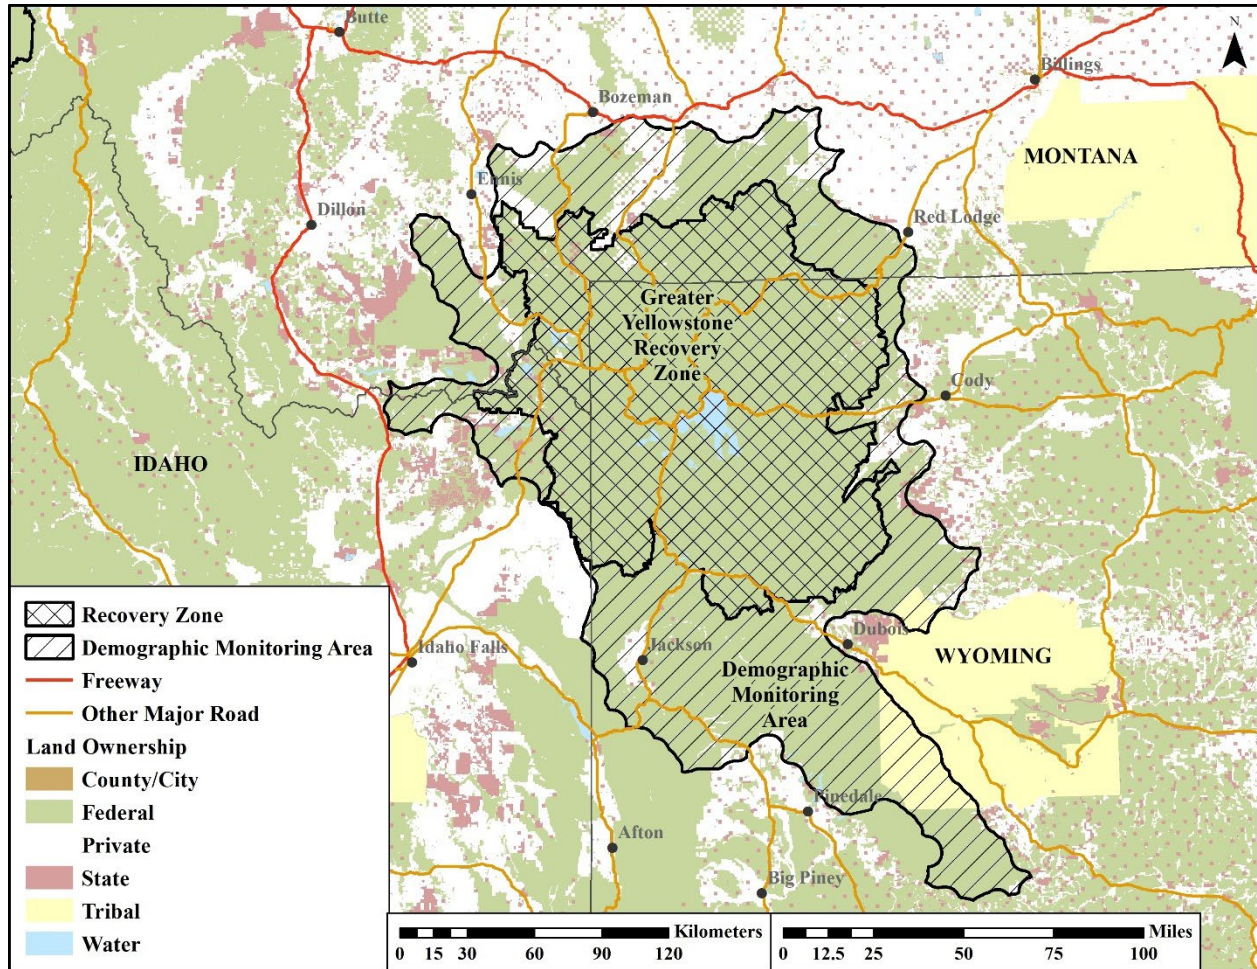 Butte
N
Billings
Bozeman
MONTANA
Ennis
Dillon
Red Lodge
Greater
Yellowstone
Recovery
Zone
Cody
IDAHO
Recovery Zone
Demographic Monitoring Area
Freeway
Other Major Road
Land Ownership
County/City
Federal
Private
State
Tribal
Water
Idaho Falls
Jackson
Dubois
WYOMING
Demographic
Monitoring
Area
Pinedale
Afton
Big Piney
Kilometers
0 15 30 60 90 120
Miles
0 12.5 25 50 75 100